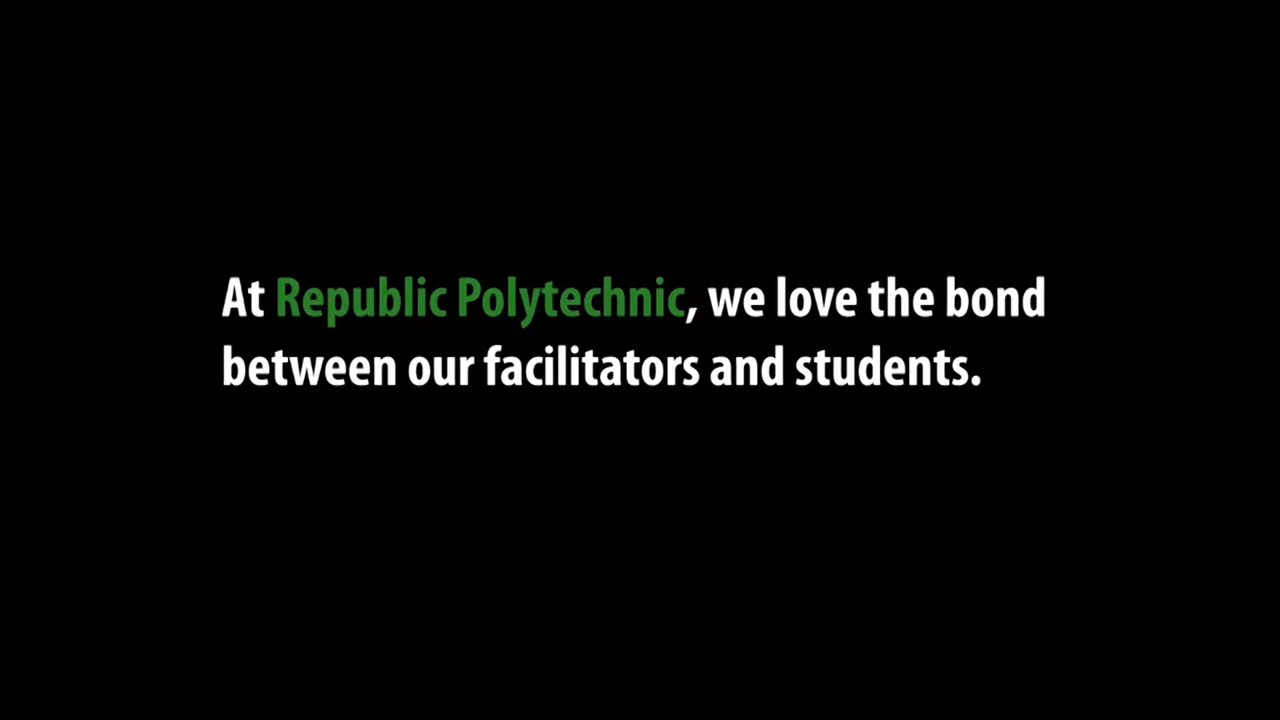 At Republic Polytechnic, we love the bond
between our facilitators and students.